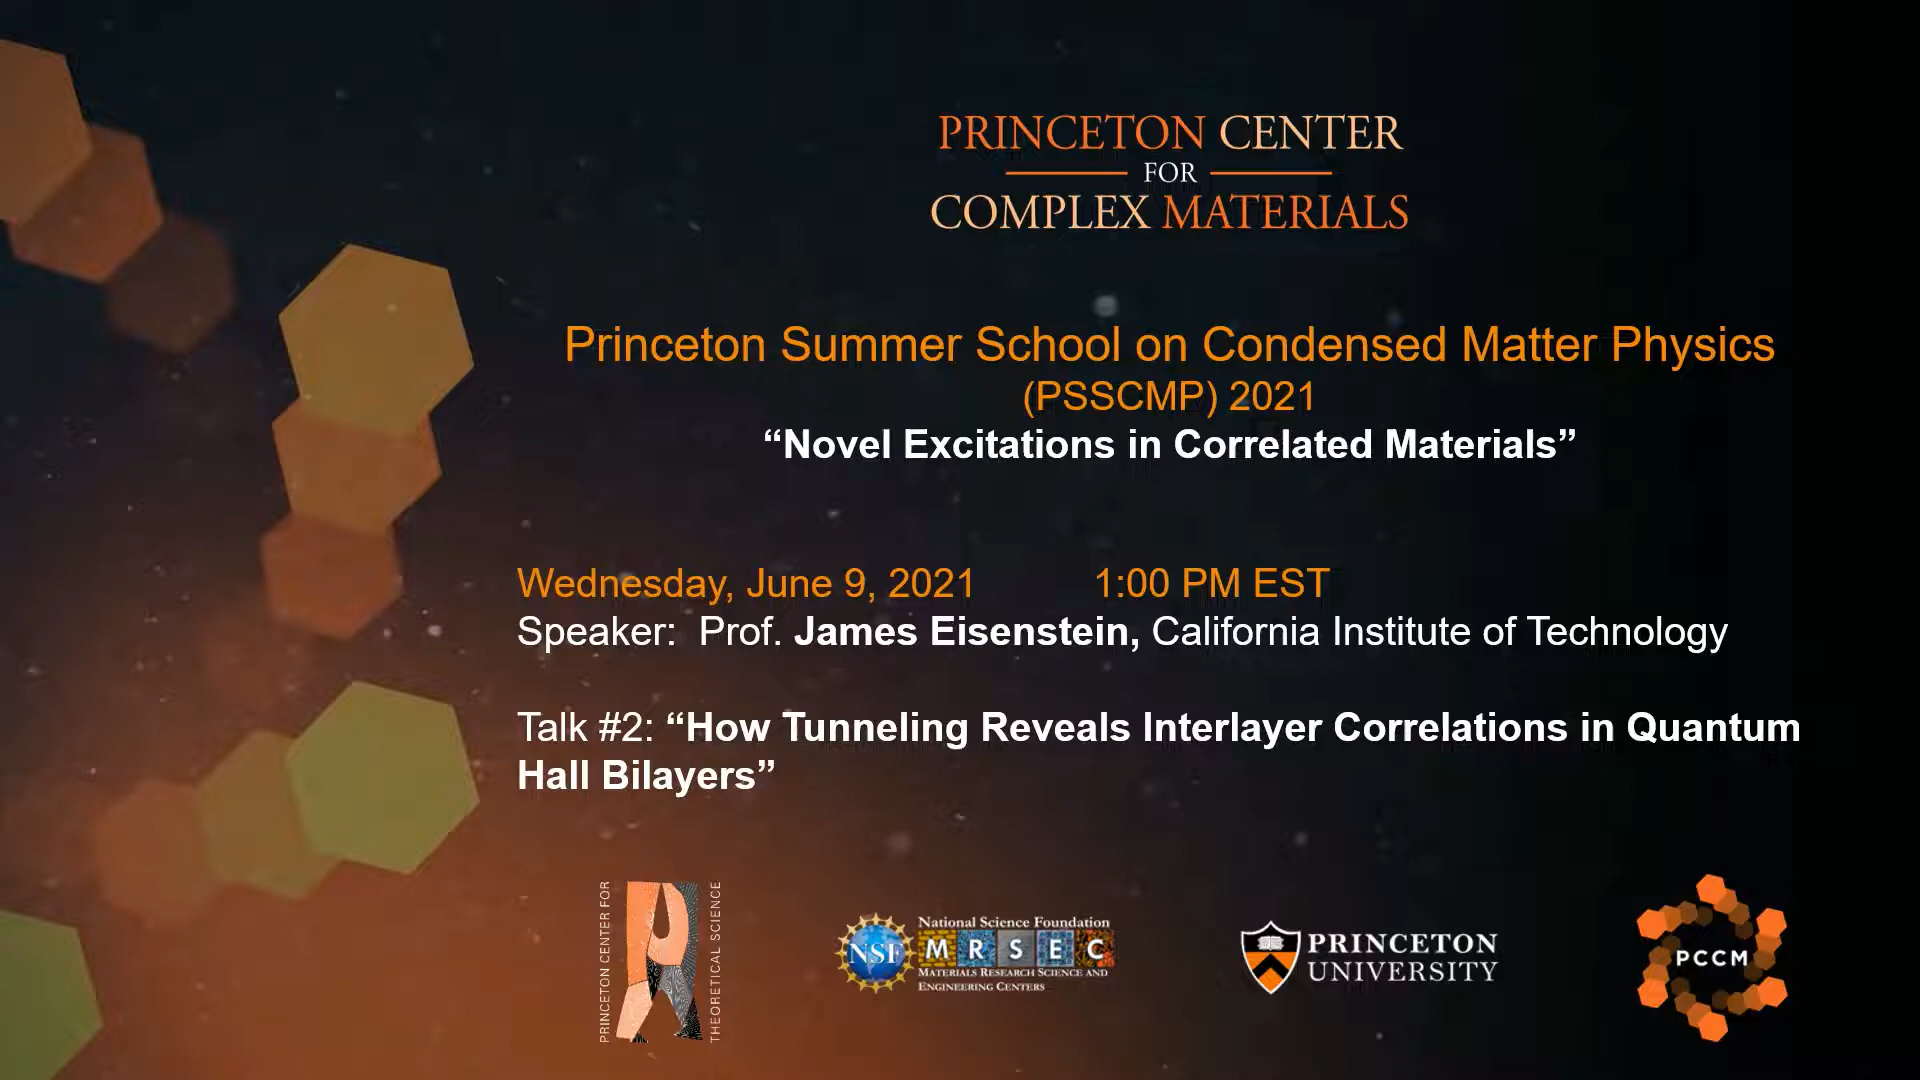 PRINCETON CENTER
FOR
COMPLEX MATERIALS
Princeton Summer School on Condensed Matter Physics
(PSSCMP) 2021
“Novel Excitations in Correlated Materials”
Wednesday, June 9, 2021 1:00 PM EST
Speaker: Prof. James Eisenstein, California Institute of Technology
Talk #2: “How Tunneling Reveals Interlayer Correlations in Quantum
Hall Bilayers”
PRINCETON CENTER FOR
THEORETICAL SCIENCE
NSF
National Science Foundation
MRSEC
MATERIALS RESEARCH SCIENCE AND
ENGINEERING CENTERS
PRINCETON
UNIVERSITY
PCCM